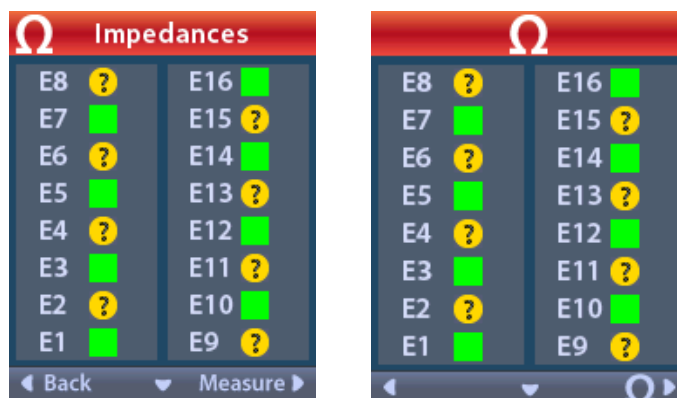 Ω Impedances
E8 ? E16
E7 E15 ?
E6 ? E14
E5 E13 ?
E4 ? E12
E3 E11 ?
E2 ? E10
E1 E9 ?
Back Measure
Ω
E8 ? E16
E7 E15 ?
E6 ? E14
E5 E13 ?
E4 ? E12
E3 E11 ?
E2 ? E10
E1 E9 ?
Ω